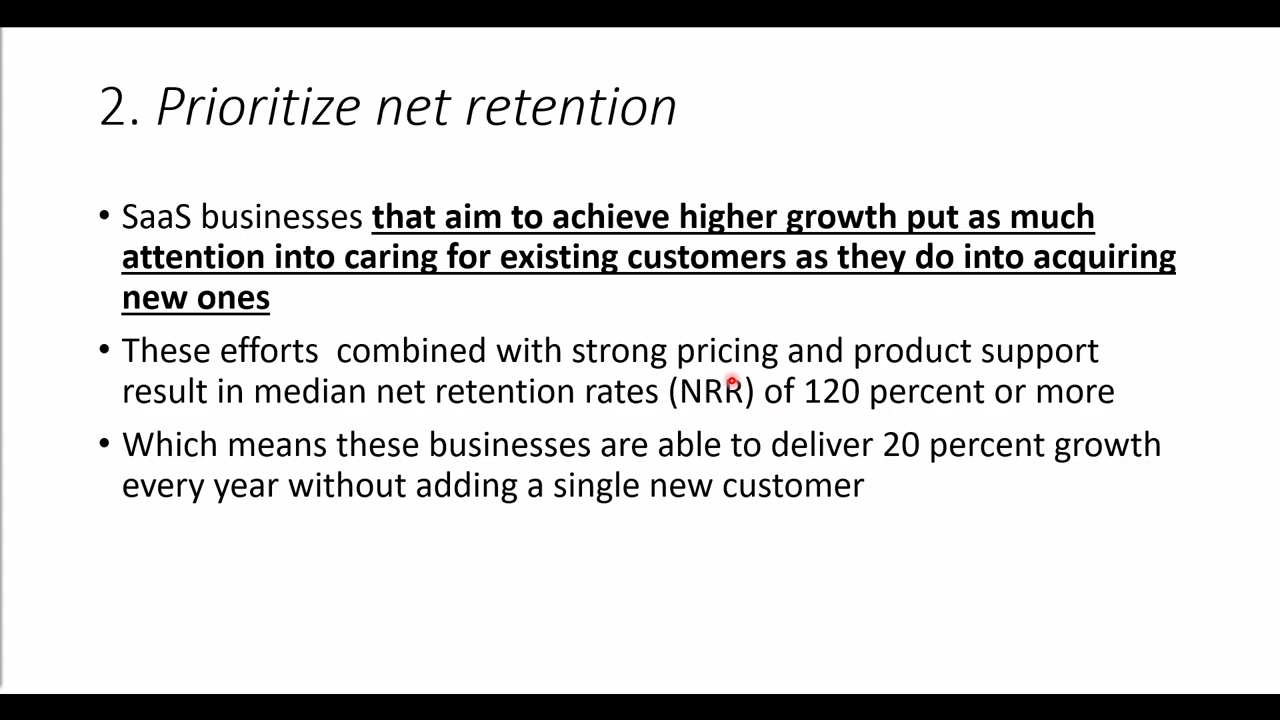 2. Prioritize net retention
• SaaS businesses that aim to achieve higher growth put as much
attention into caring for existing customers as they do into acquiring
new ones
• These efforts  combined with strong pricing and product support
result in median net retention rates (NRR) of 120 percent or more
• Which means these businesses are able to deliver 20 percent growth
every year without adding a single new customer